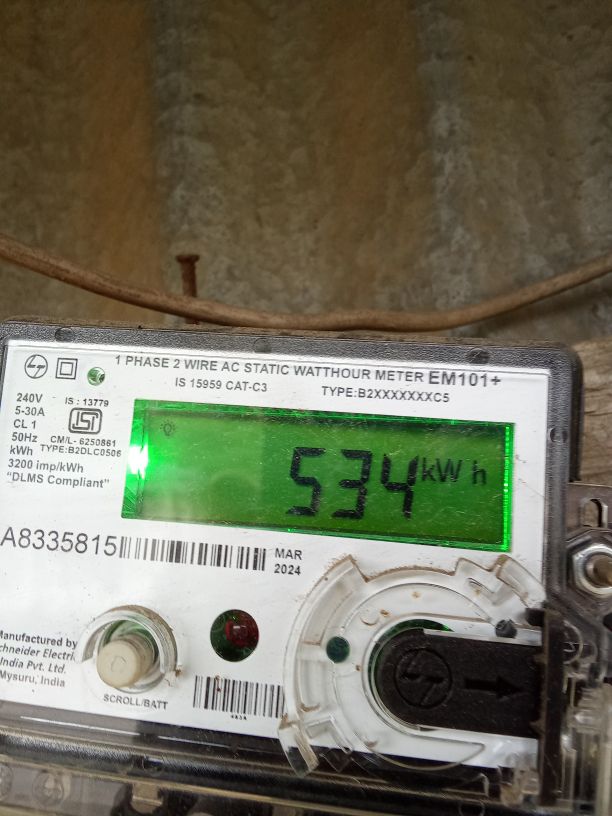 1 PHASE 2 WIRE AC STATIC WATTHOUR METER EM101+
IS 15959 CAT-C3 TYPE:B2XXXXXXXC5
240V IS : 13779
5-30A
CL 1
50Hz CM/L- 6250861
kWh TYPE:B2DLC0506
3200 imp/kWh
"DLMS Compliant"
534 kWh
A8335815
MAR
2024
Manufactured by
chneider Electri
India Pvt. Ltd.
Mysuru, India
SCROLL/BATT